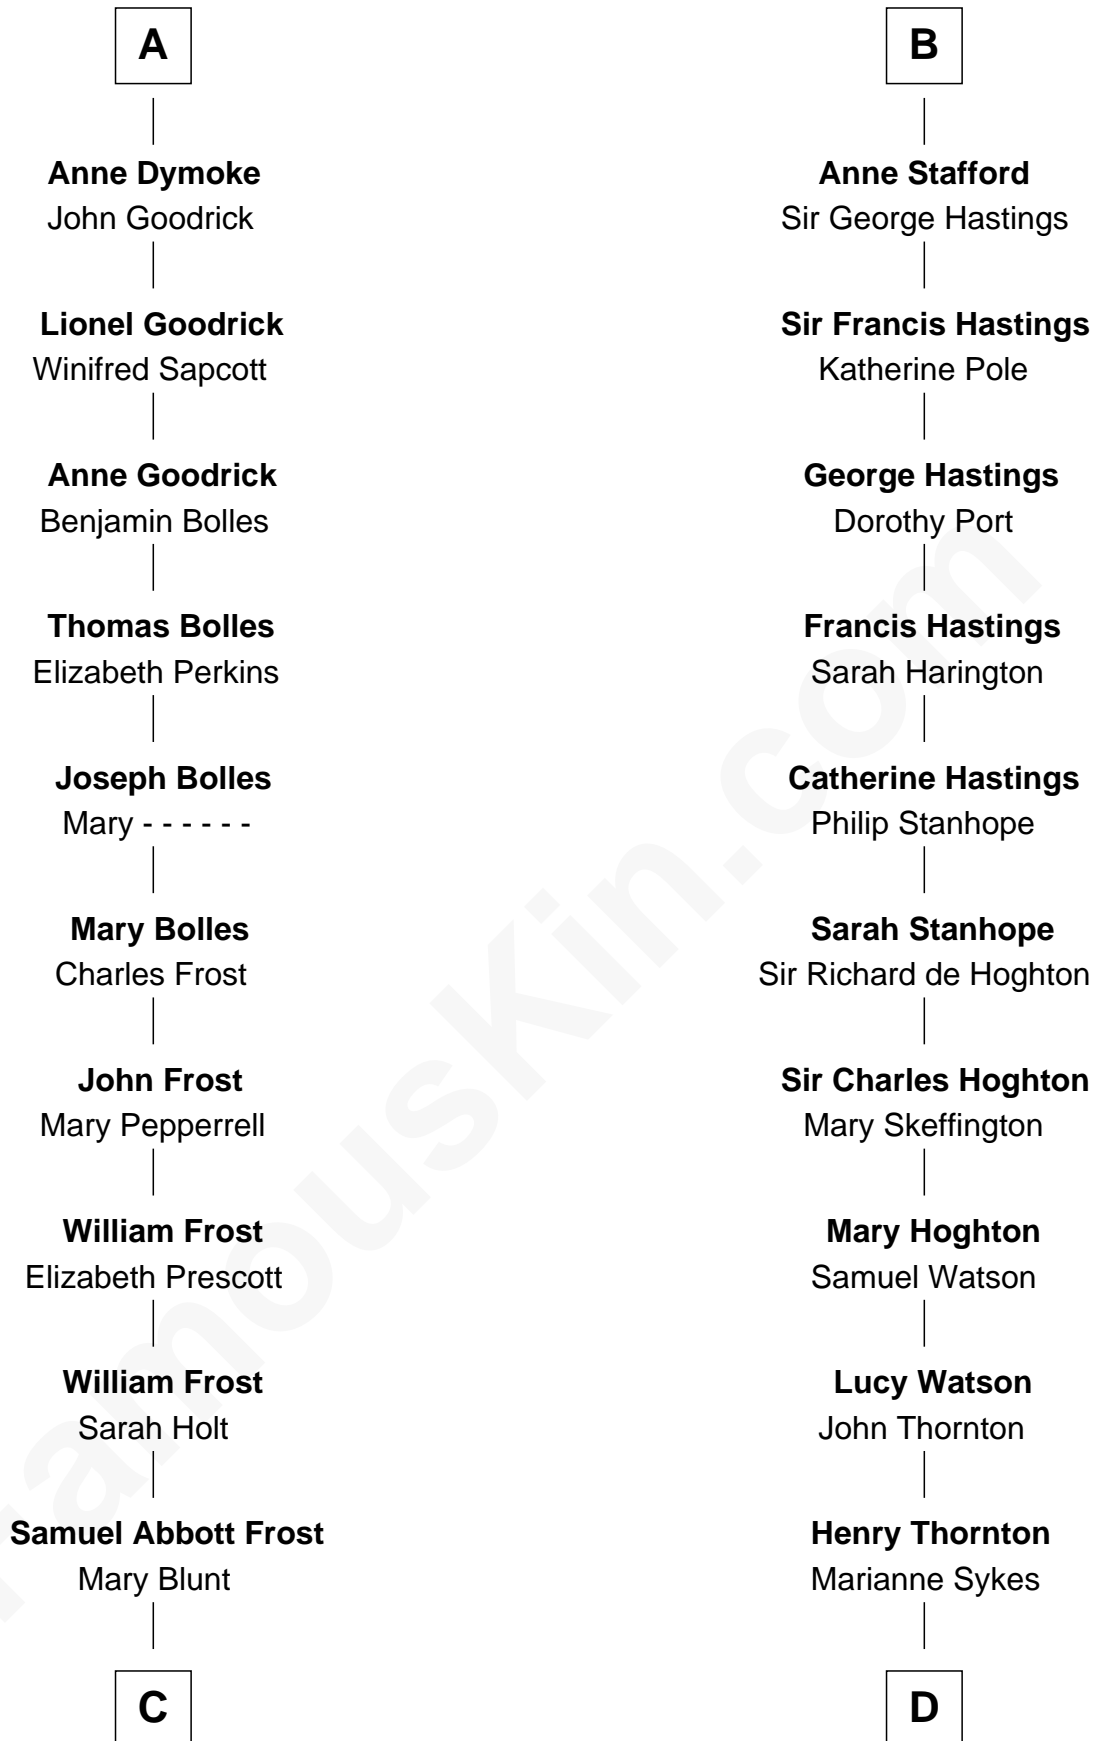 A
Anne Dymoke
John Goodrick
Lionel Goodrick
Winifred Sapcott
Anne Goodrick
Benjamin Bolles
Thomas Bolles
Elizabeth Perkins
Joseph Bolles
Mary - - - - - -
Mary Bolles
Charles Frost
John Frost
Mary Pepperrell
William Frost
Elizabeth Prescott
William Frost
Sarah Holt
Samuel Abbott Frost
Mary Blunt
C
B
Anne Stafford
Sir George Hastings
Sir Francis Hastings
Katherine Pole
George Hastings
Dorothy Port
Francis Hastings
Sarah Harington
Catherine Hastings
Philip Stanhope
Sarah Stanhope
Sir Richard de Hoghton
Sir Charles Hoghton
Mary Skeffington
Mary Hoghton
Samuel Watson
Lucy Watson
John Thornton
Henry Thornton
Marianne Sykes
D
FamousKin.com